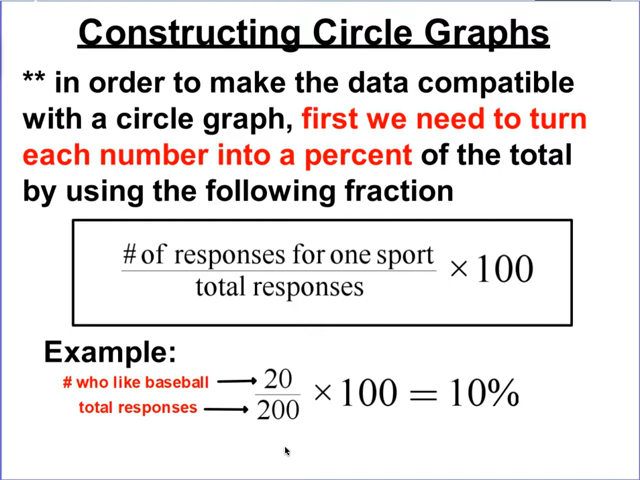 Constructing Circle Graphs
** in order to make the data compatible
with a circle graph, first we need to turn
each number into a percent of the total
by using the following fraction
# of responses for one sport
total responses
× 100
Example:
# who like baseball
total responses
20
200
× 100 = 10%